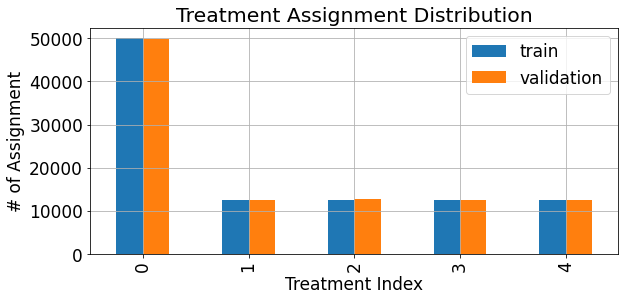 Treatment Assignment Distribution
# of Assignment
50000
40000
30000
20000
10000
0
train
validation
0 1 2 3 4
Treatment Index